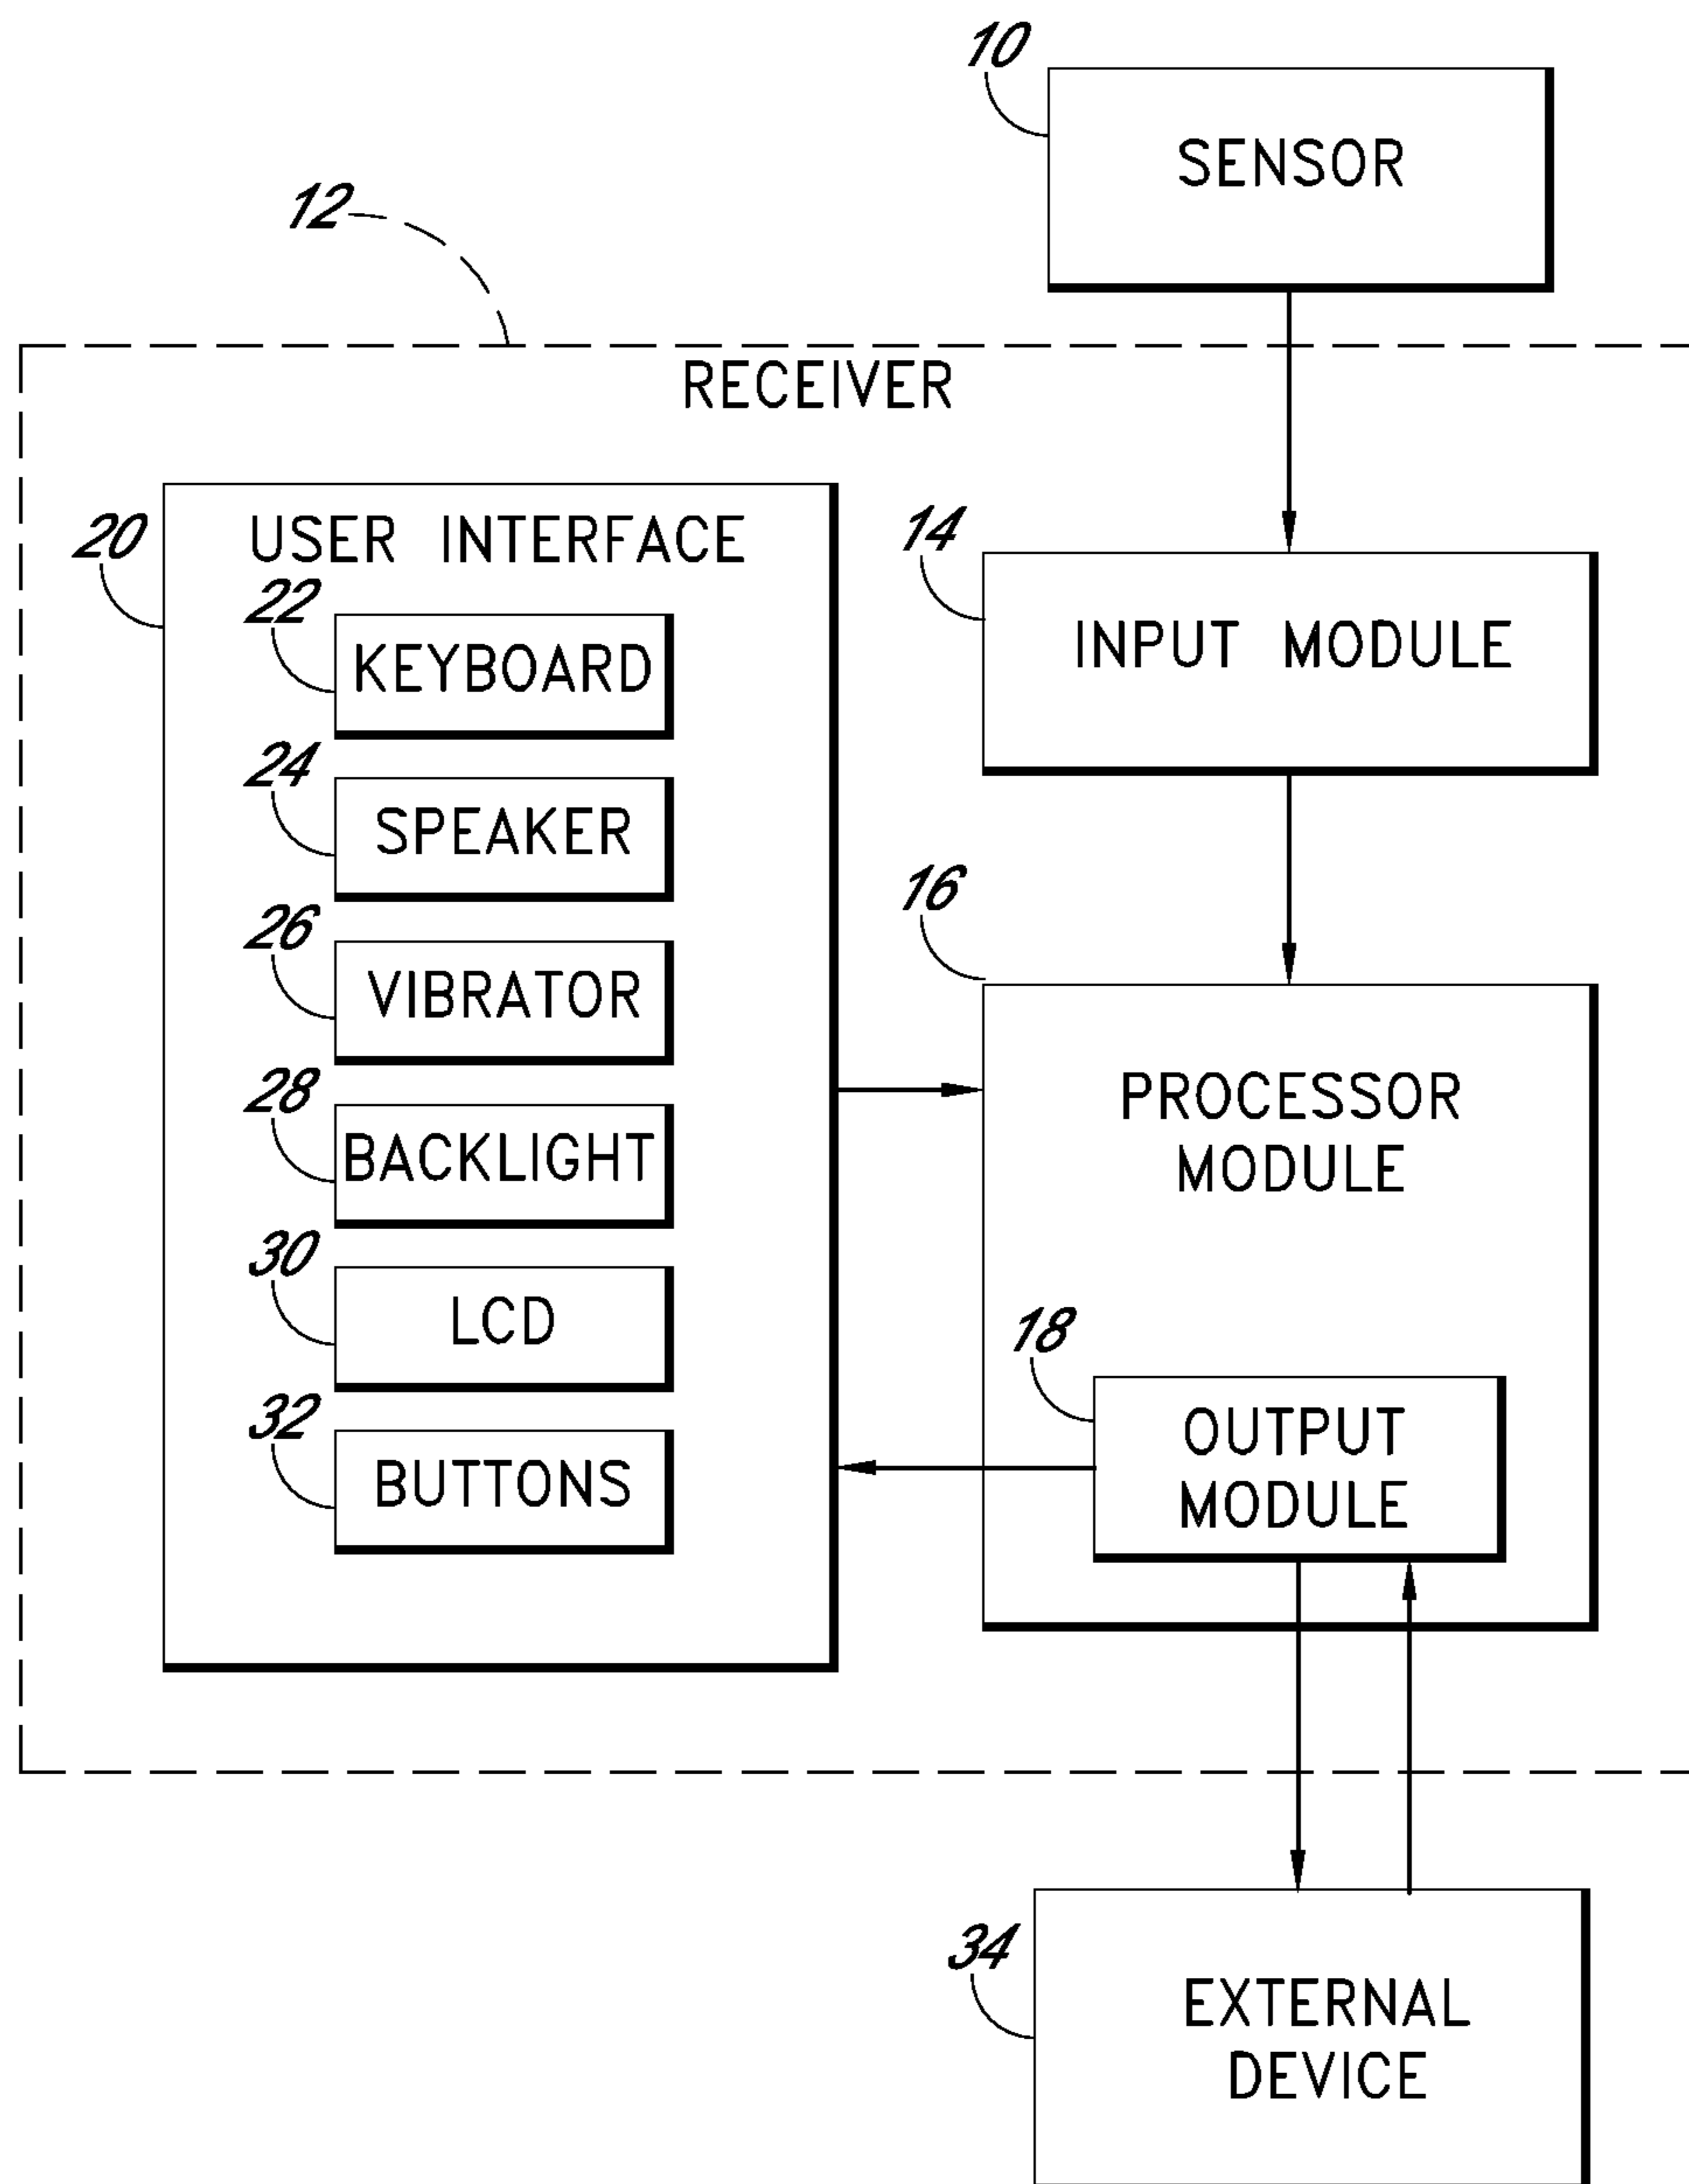 10
SENSOR
12
RECEIVER
20
USER INTERFACE
22
KEYBOARD
24
SPEAKER
26
VIBRATOR
28
BACKLIGHT
30
LCD
32
BUTTONS
14
INPUT MODULE
16
PROCESSOR
MODULE
18
OUTPUT
MODULE
34
EXTERNAL
DEVICE